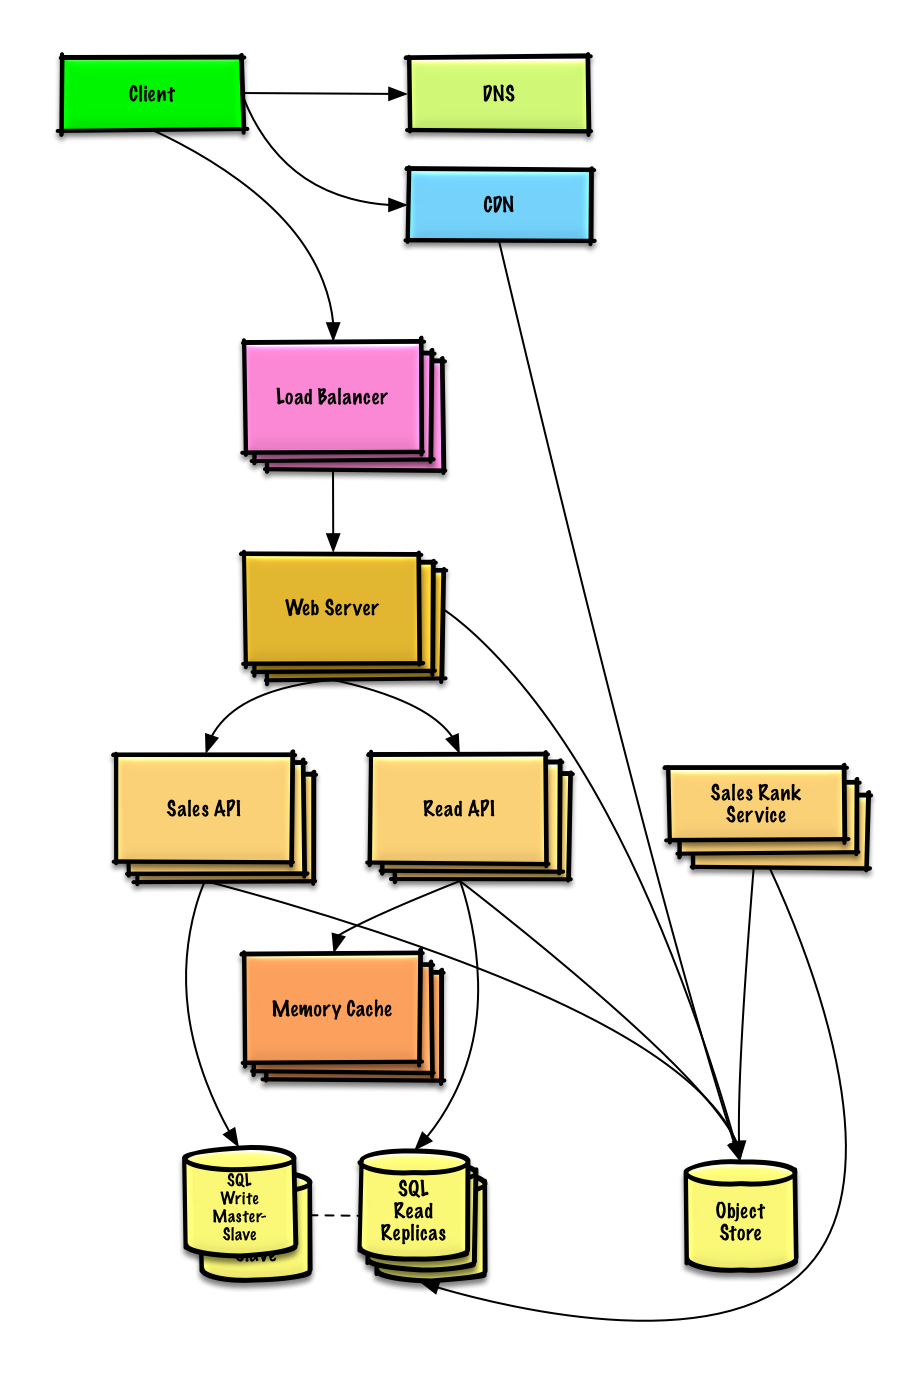 Client
DNS
CDN
Load Balancer
Web Server
Sales API
Read API
Sales Rank
Service
Memory Cache
SQL
Write
Master-
Slave
Slave
SQL
Read
Replicas
Object
Store